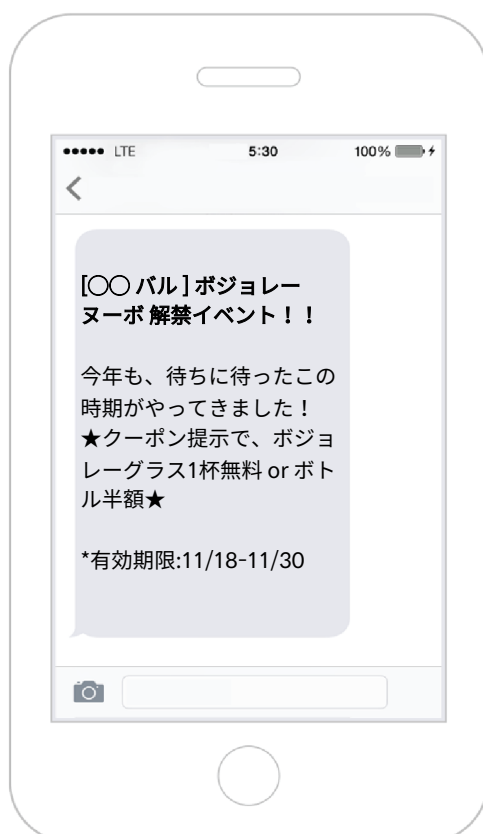 ●●●●● LTE 5:30 100%
[○○ バル ] ボジョレー
ヌーボ 解禁イベント！！
今年も、待ちに待ったこの
時期がやってきました！
★クーポン提示で、ボジョ
レーグラス1杯無料 or ボト
ル半額★
*有効期限:11/18-11/30